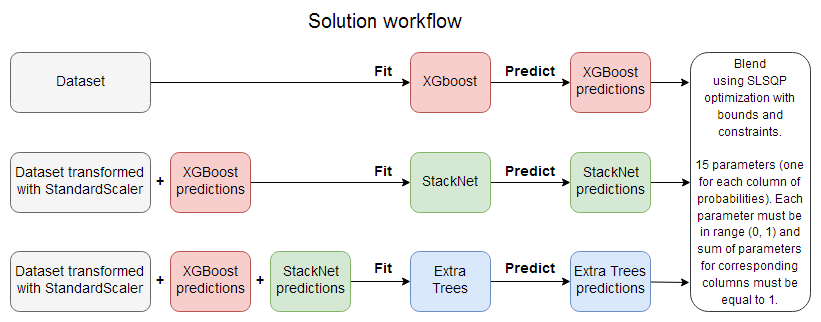 Solution workflow
Dataset
Fit
XGboost
Predict
XGBoost
predictions
Dataset transformed
with StandardScaler
+
XGBoost
predictions
Fit
StackNet
Predict
StackNet
predictions
Dataset transformed
with StandardScaler
+
XGBoost
predictions
+
StackNet
predictions
Fit
Extra
Trees
Predict
Extra Trees
predictions
Blend
using SLSQP
optimization with
bounds and
constraints.
15 parameters (one
for each column of
probabilities). Each
parameter must be
in range (0, 1) and
sum of parameters
for corresponding
columns must be
equal to 1.